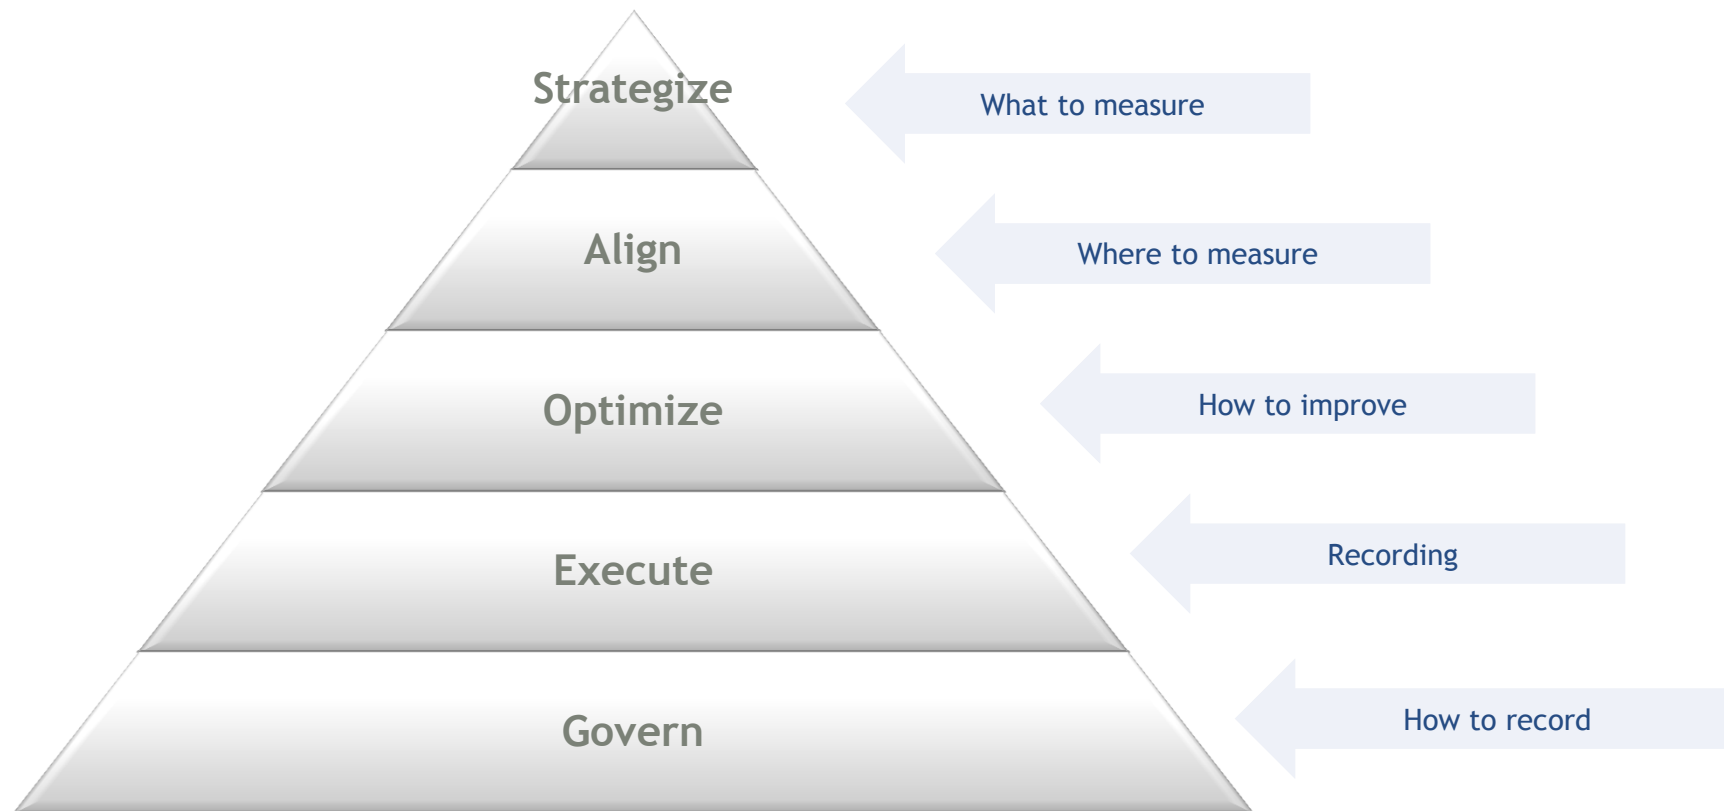 Strategize
What to measure
Align
Where to measure
Optimize
How to improve
Execute
Recording
Govern
How to record